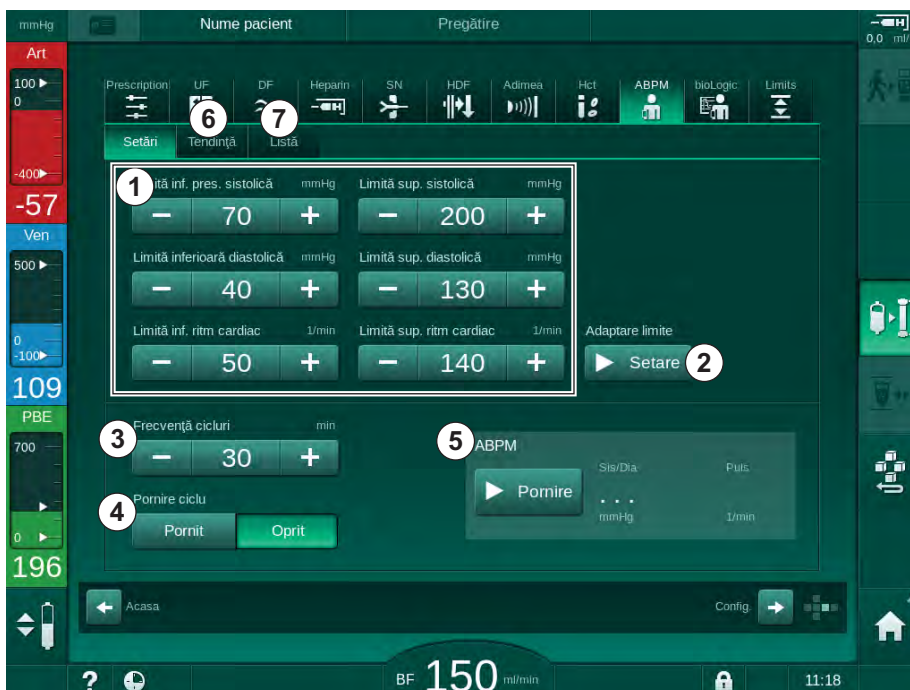 mmHg
Nume pacient
Pregătire
0,0 ml/
Art
100
0
-400
-57
Ven
500
0
-100
109
PBE
700
0
196
Prescription
UF
DF
Heparin
SN
HDF
Adimea
Hct
ABPM
bioLogic
Limits
6
7
Setări
Tendinţă
Listă
1
ită inf. pres. sistolică mmHg
Limită sup. sistolică mmHg
− 70 +
− 200 +
Limită inferioară diastolică mmHg
Limită sup. diastolică mmHg
− 40 +
− 130 +
Limită inf. ritm cardiac 1/min
Limită sup. ritm cardiac 1/min
Adaptare limite
− 50 +
− 140 +
Setare
2
3
Frecvenţă cicluri min
− 30 +
4
Pornire ciclu
Pornit
Oprit
5
ABPM
Sis/Dia
Puls
Pornire
. . .
mmHg
1/min
Acasa
Config.
?
BF 150 ml/min
11:18